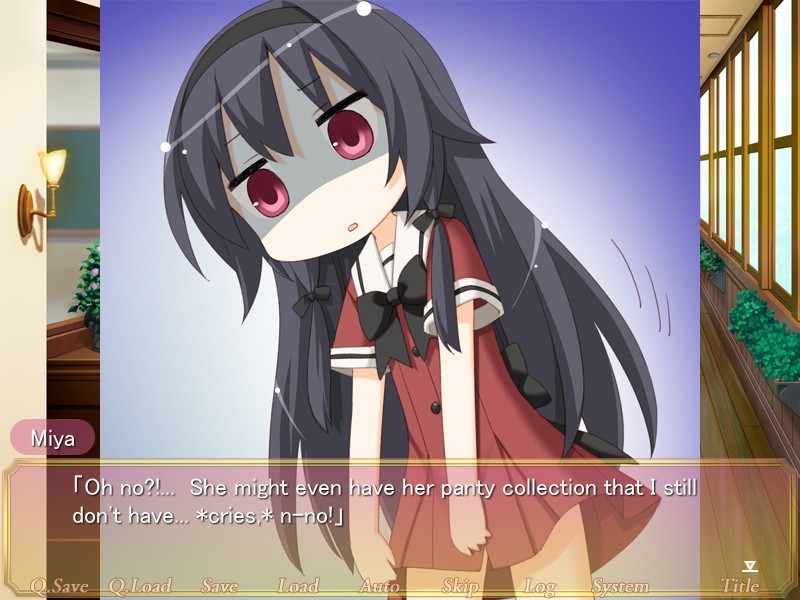 Miya
「Oh no?!... She might even have her panty collection that I still
don't have... *cries,* n-no!」
Q.Save Q.Load Save Load Auto Skip Log System Title